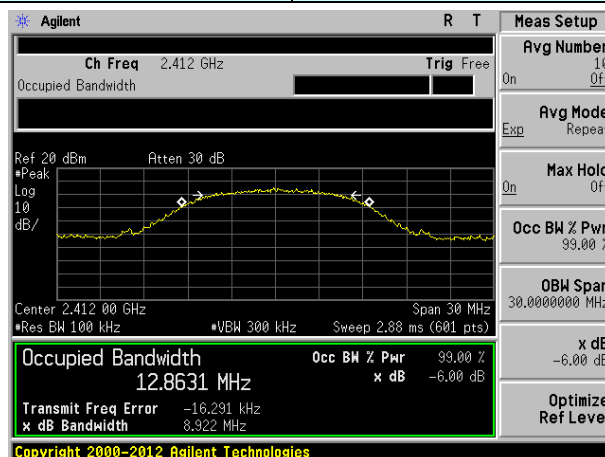 Agilent R T
Ch Freq 2.412 GHz Trig Free
Occupied Bandwidth
Ref 20 dBm Atten 30 dB
#Peak
Log
10
dB/
Center 2.412 00 GHz Span 30 MHz
#Res BW 100 kHz #VBW 300 kHz Sweep 2.88 ms (601 pts)
Occupied Bandwidth Occ BW % Pwr 99.00 %
12.8631 MHz x dB -6.00 dB
Transmit Freq Error -16.291 kHz
x dB Bandwidth 8.922 MHz
Copyright 2000-2012 Agilent Technologies
Meas Setup
Avg Number
10
On Of
Avg Mode
Exp Repea
Max Hold
On Of
Occ BW % Pwr
99.00 %
OBW Span
30.0000000 MHz
x dB
-6.00 dB
Optimize
Ref Level